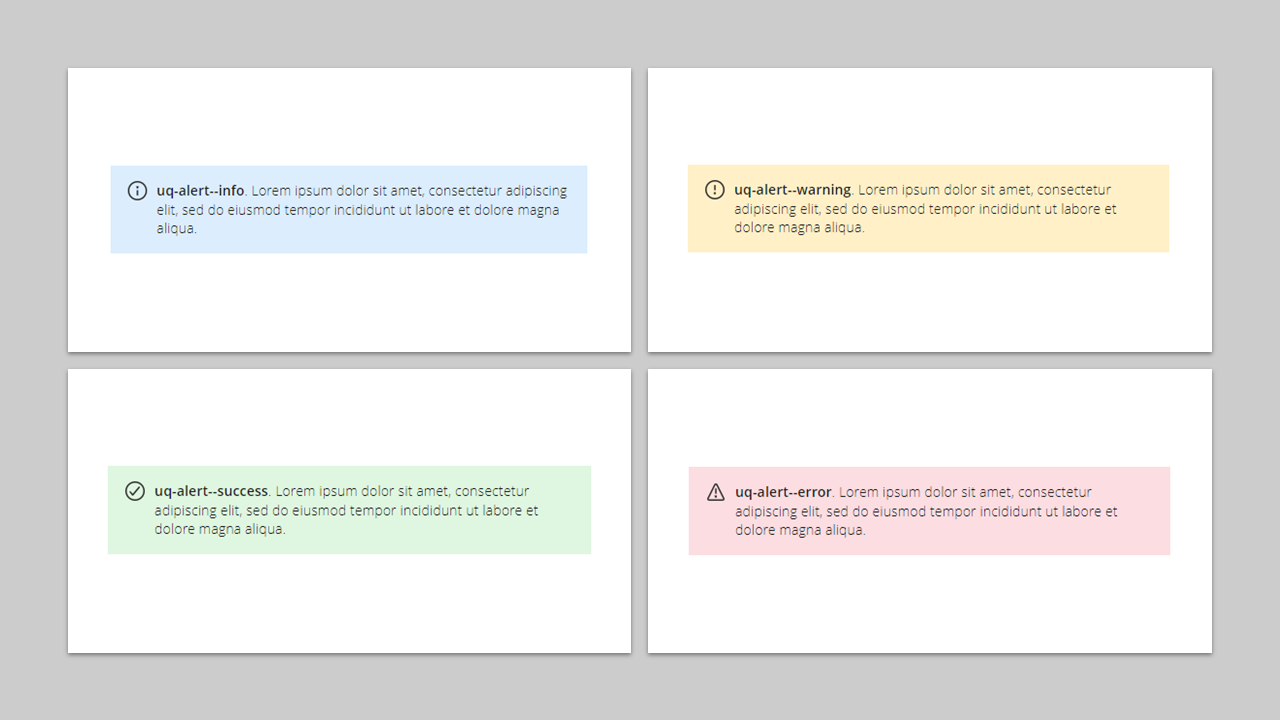 uq-alert--info. Lorem ipsum dolor sit amet, consectetur adipiscing
elit, sed do eiusmod tempor incididunt ut labore et dolore magna
aliqua.
uq-alert--warning. Lorem ipsum dolor sit amet, consectetur
adipiscing elit, sed do eiusmod tempor incididunt ut labore et
dolore magna aliqua.
uq-alert--success. Lorem ipsum dolor sit amet, consectetur
adipiscing elit, sed do eiusmod tempor incididunt ut labore et
dolore magna aliqua.
uq-alert--error. Lorem ipsum dolor sit amet, consectetur
adipiscing elit, sed do eiusmod tempor incididunt ut labore et
dolore magna aliqua.